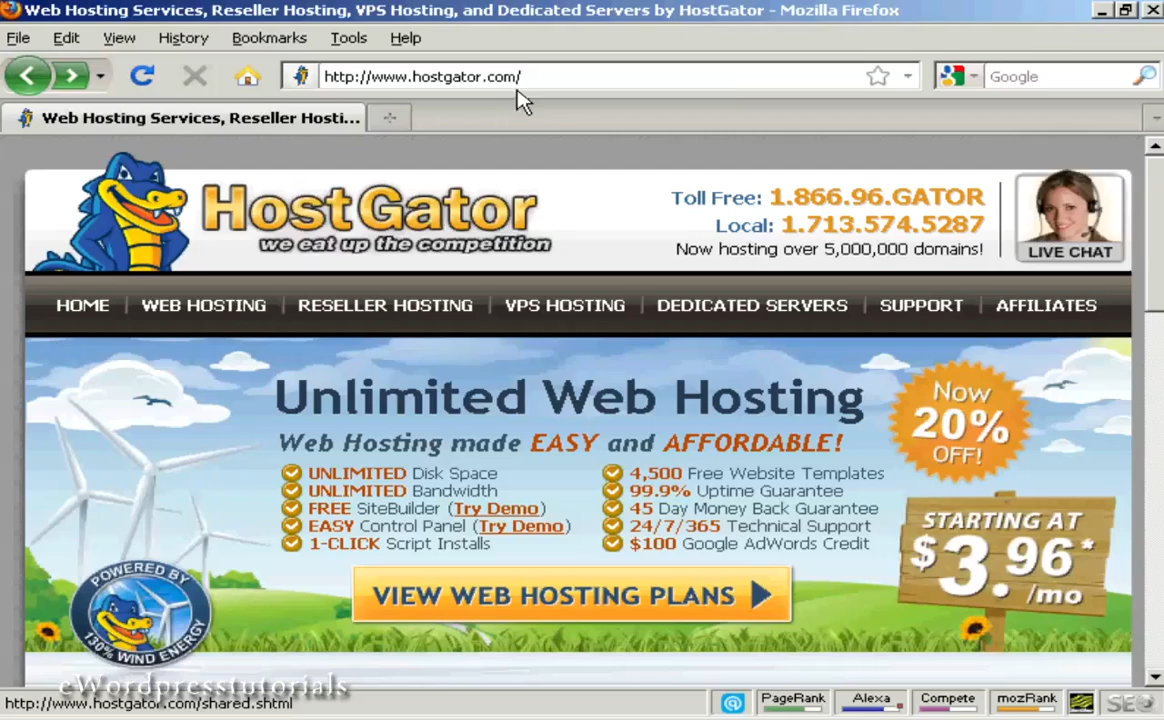 Web Hosting Services, Reseller Hosting, VPS Hosting, and Dedicated Servers by HostGator - Mozilla Firefox
File Edit View History Bookmarks Tools Help
http://www.hostgator.com/
Google
Web Hosting Services, Reseller Hosti...
HostGator
we eat up the competition
Toll Free: 1.866.96.GATOR
Local: 1.713.574.5287
Now hosting over 5,000,000 domains!
LIVE CHAT
HOME WEB HOSTING RESELLER HOSTING VPS HOSTING DEDICATED SERVERS SUPPORT AFFILIATES
Unlimited Web Hosting
Web Hosting made EASY and AFFORDABLE!
UNLIMITED Disk Space
UNLIMITED Bandwidth
FREE SiteBuilder (Try Demo)
EASY Control Panel (Try Demo)
1-CLICK Script Installs
4,500 Free Website Templates
99.9% Uptime Guarantee
45 Day Money Back Guarantee
24/7/365 Technical Support
$100 Google AdWords Credit
Now
20%
OFF!
STARTING AT
$3.96*
/mo
VIEW WEB HOSTING PLANS
POWERED BY
130% WIND ENERGY
eWordpresstutorials
http://www.hostgator.com/shared.shtml
PageRank
Alexa
Compete
mozRank
SEO